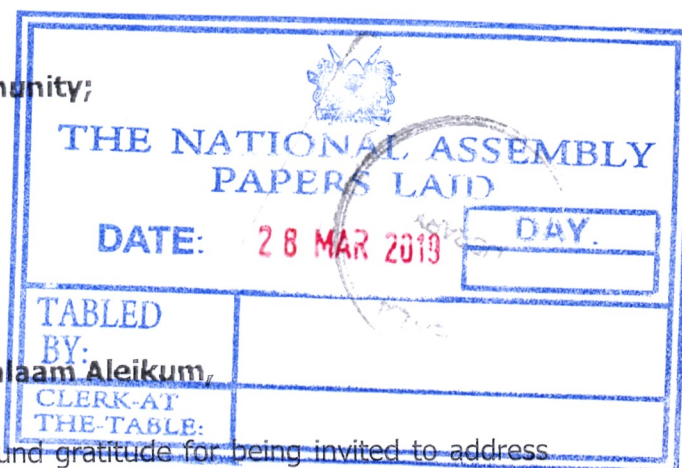 munity;
THE NATIONAL ASSEMBLY
PAPERS LAID
DATE: 28 MAR 2019 DAY.
TABLED
BY:
laam Aleikum,
CLERK-AT
THE-TABLE:
und gratitude for being invited to address